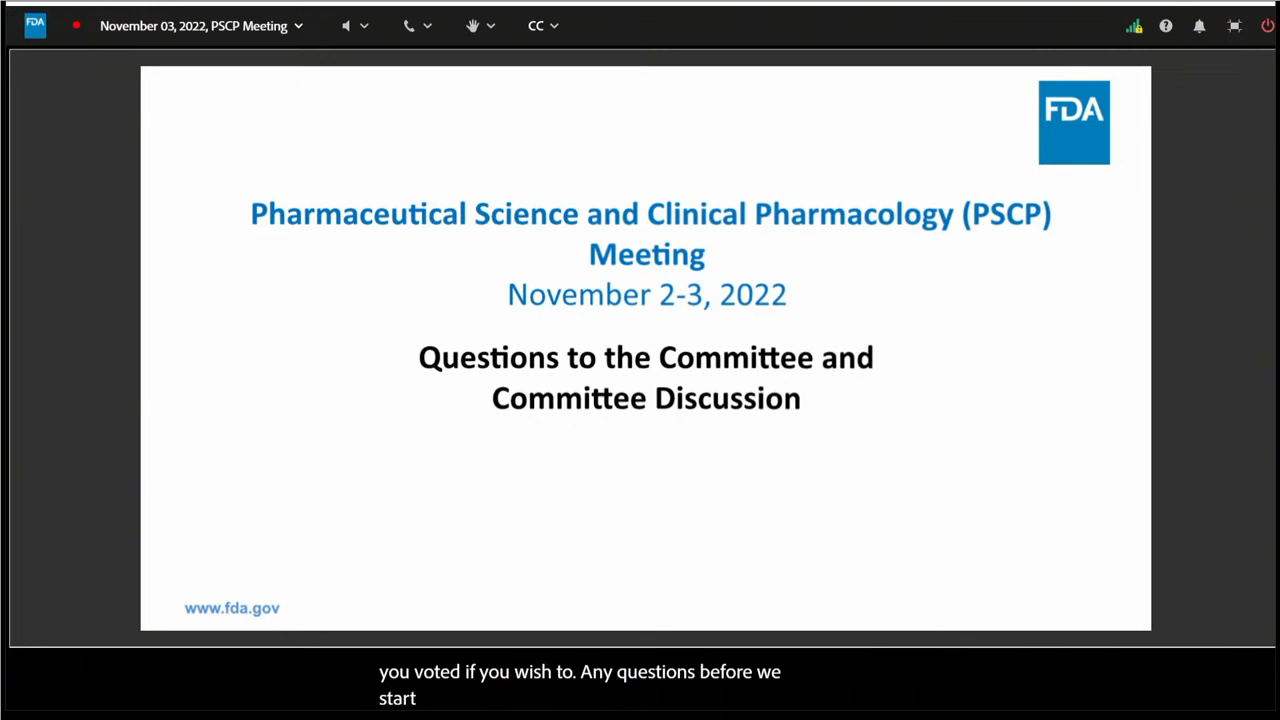 FDA
November 03, 2022, PSCP Meeting
CC
FDA
Pharmaceutical Science and Clinical Pharmacology (PSCP)
Meeting
November 2-3, 2022
Questions to the Committee and
Committee Discussion
www.fda.gov
you voted if you wish to. Any questions before we
start